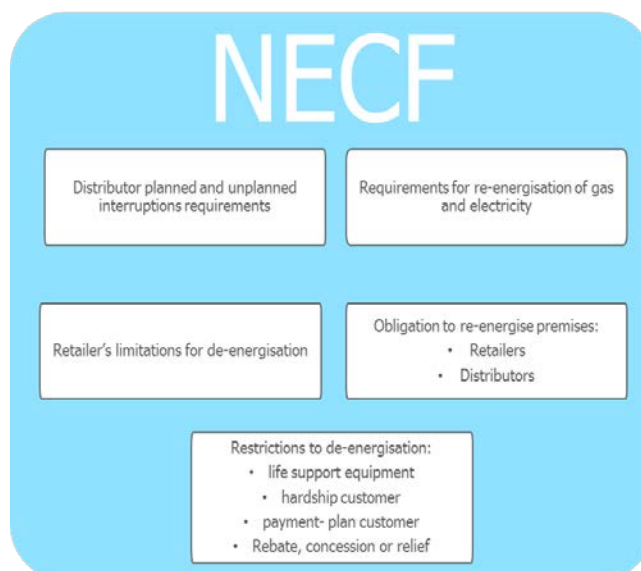 NECF
Distributor planned and unplanned
interruptions requirements
Requirements for re-energisation of gas
and electricity
Retailer's limitations for de-energisation
Obligation to re-energise premises:
• Retailers
• Distributors
Restrictions to de-energisation:
• life support equipment
• hardship customer
• payment- plan customer
• Rebate, concession or relief